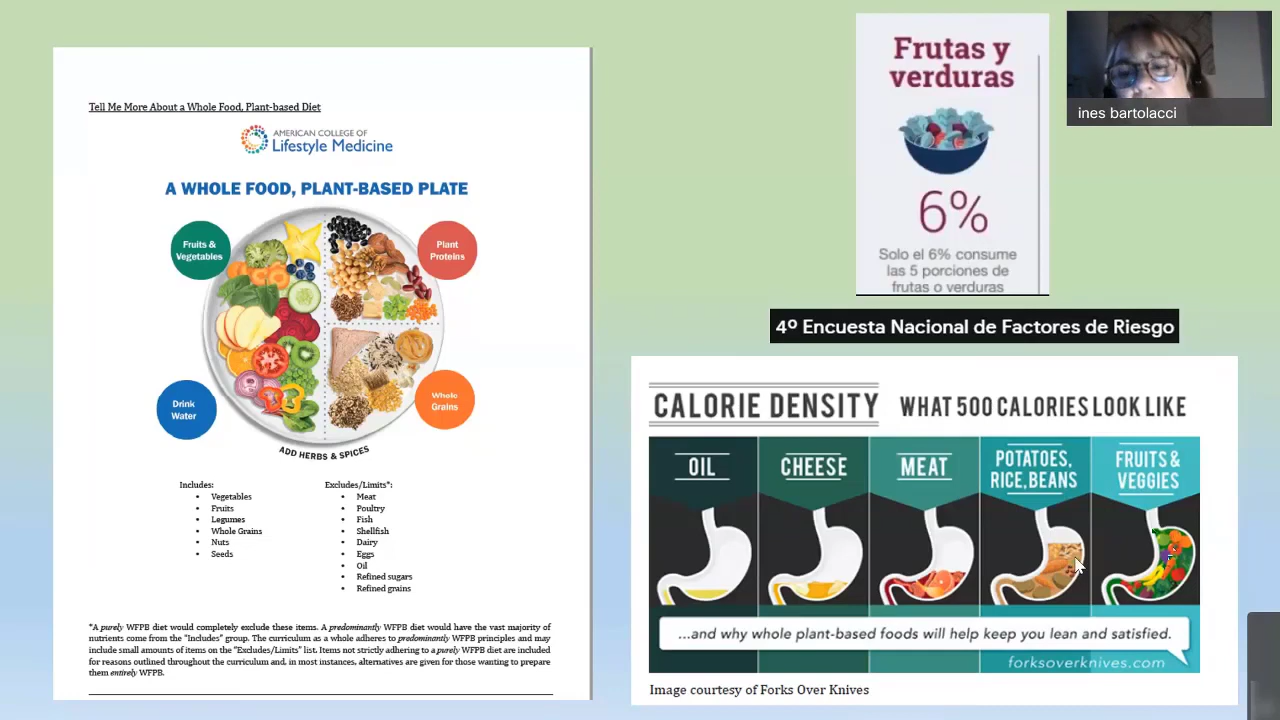 Tell Me More About a Whole Food, Plant-based Diet
AMERICAN COLLEGE OF
Lifestyle Medicine
A WHOLE FOOD, PLANT-BASED PLATE
Fruits &
Vegetables
Plant
Proteins
Drink
Water
Whole
Grains
ADD HERBS & SPICES
Includes:
• Vegetables
• Fruits
• Legumes
• Whole Grains
• Nuts
• Seeds
Excludes/Limits*:
• Meat
• Poultry
• Fish
• Shellfish
• Dairy
• Eggs
• Oil
• Refined sugars
• Refined grains
*A purely WFPB diet would completely exclude these items. A predominantly WFPB diet would have the vast majority of
nutrients come from the "Includes" group. The curriculum as a whole adheres to predominantly WFPB principles and may
include small amounts of items on the "Excludes/Limits" list. Items not strictly adhering to a purely WFPB diet are included
for reasons outlined throughout the curriculum and, in most instances, alternatives are given for those wanting to prepare
them entirely WFPB.
Frutas y
verduras
6%
Solo el 6% consume
las 5 porciones de
frutas o verduras
ines bartolacci
4º Encuesta Nacional de Factores de Riesgo
CALORIE DENSITY WHAT 500 CALORIES LOOK LIKE
OIL
CHEESE
MEAT
POTATOES,
RICE, BEANS
FRUITS &
VEGGIES
...and why whole plant-based foods will help keep you lean and satisfied.
forksoverknives.com
Image courtesy of Forks Over Knives